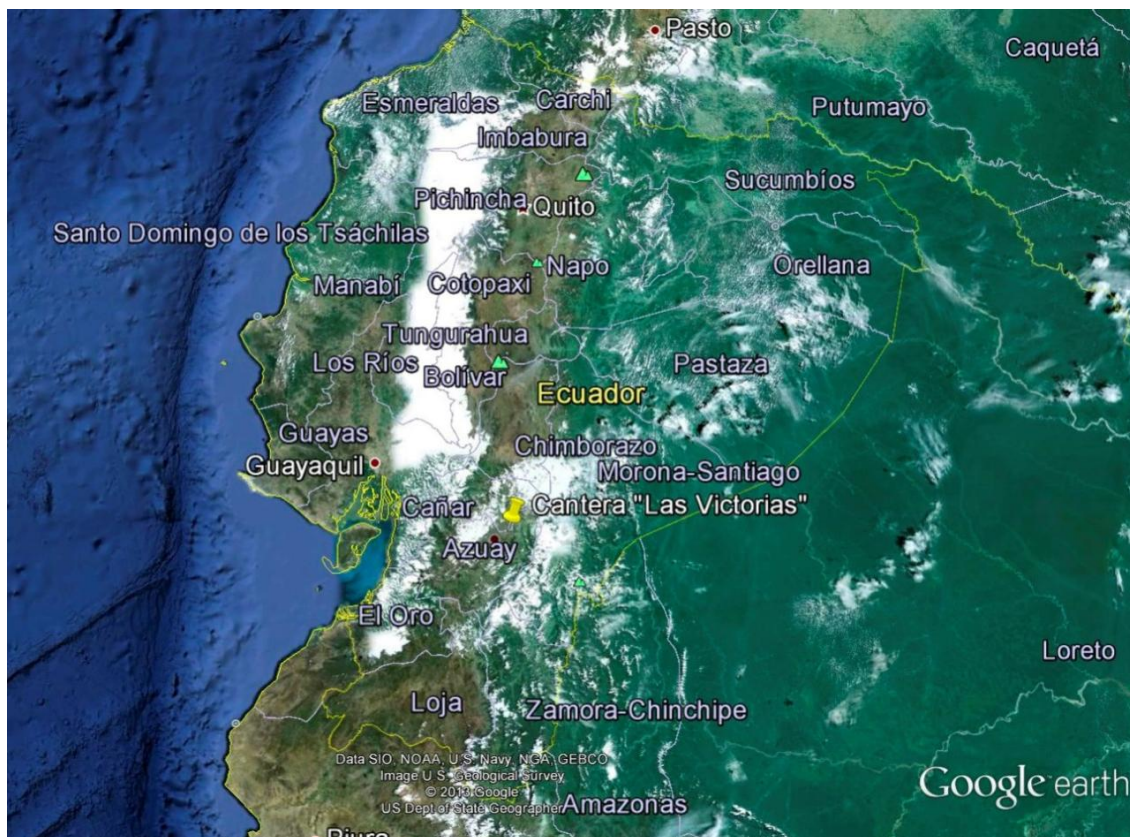 Pasto
Caquetá
Esmeraldas
Carchi
Putumayo
Imbabura
Sucumbíos
Pichincha
Quito
Santo Domingo de los Tsáchilas
Napo
Orellana
Manabí
Cotopaxi
Tungurahua
Los Ríos
Bolívar
Pastaza
Ecuador
Guayas
Chimborazo
Guayaquil
Morona-Santiago
Cañar
Cantera "Las Victorias"
Azuay
El Oro
Loreto
Loja
Zamora-Chinchipe
Data SIO, NOAA, U.S. Navy, NGA, GEBCO
Image U.S. Geological Survey
© 2013 Google
US Dept of State Geographer
Google earth
Amazonas
Piura